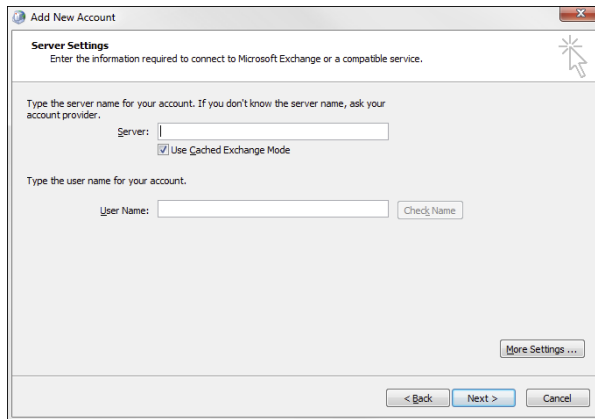 Add New Account
Server Settings
Enter the information required to connect to Microsoft Exchange or a compatible service.
Type the server name for your account. If you don't know the server name, ask your
account provider.
Server:
Use Cached Exchange Mode
Type the user name for your account.
User Name:
Check Name
More Settings ...
< Back Next > Cancel